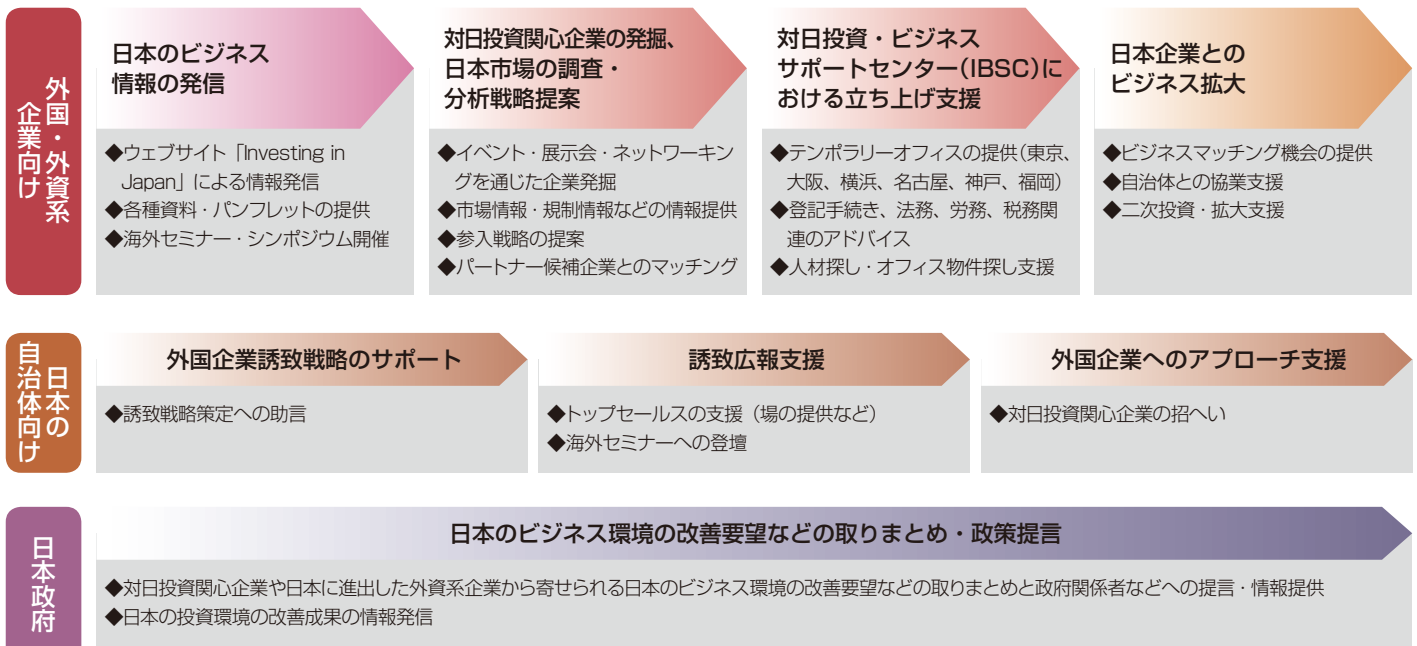 外国・外資系
企業向け
日本のビジネス
情報の発信
◆ウェブサイト「Investing in
Japan」による情報発信
◆各種資料・パンフレットの提供
◆海外セミナー・シンポジウム開催
対日投資関心企業の発掘、
日本市場の調査・
分析戦略提案
◆イベント・展示会・ネットワーキン
グを通じた企業発掘
◆市場情報・規制情報などの情報提供
◆参入戦略の提案
◆パートナー候補企業とのマッチング
対日投資・ビジネス
サポートセンター(IBSC)に
おける立ち上げ支援
◆テンポラリーオフィスの提供(東京、
大阪、横浜、名古屋、神戸、福岡)
◆登記手続き、法務、労務、税務関
連のアドバイス
◆人材探し・オフィス物件探し支援
日本企業との
ビジネス拡大
◆ビジネスマッチング機会の提供
◆自治体との協業支援
◆二次投資・拡大支援
日本の
自治体向け
外国企業誘致戦略のサポート
◆誘致戦略策定への助言
誘致広報支援
◆トップセールスの支援（場の提供など）
◆海外セミナーへの登壇
外国企業へのアプローチ支援
◆対日投資関心企業の招へい
日本政府
日本のビジネス環境の改善要望などの取りまとめ・政策提言
◆対日投資関心企業や日本に進出した外資系企業から寄せられる日本のビジネス環境の改善要望などの取りまとめと政府関係者などへの提言・情報提供
◆日本の投資環境の改善成果の情報発信